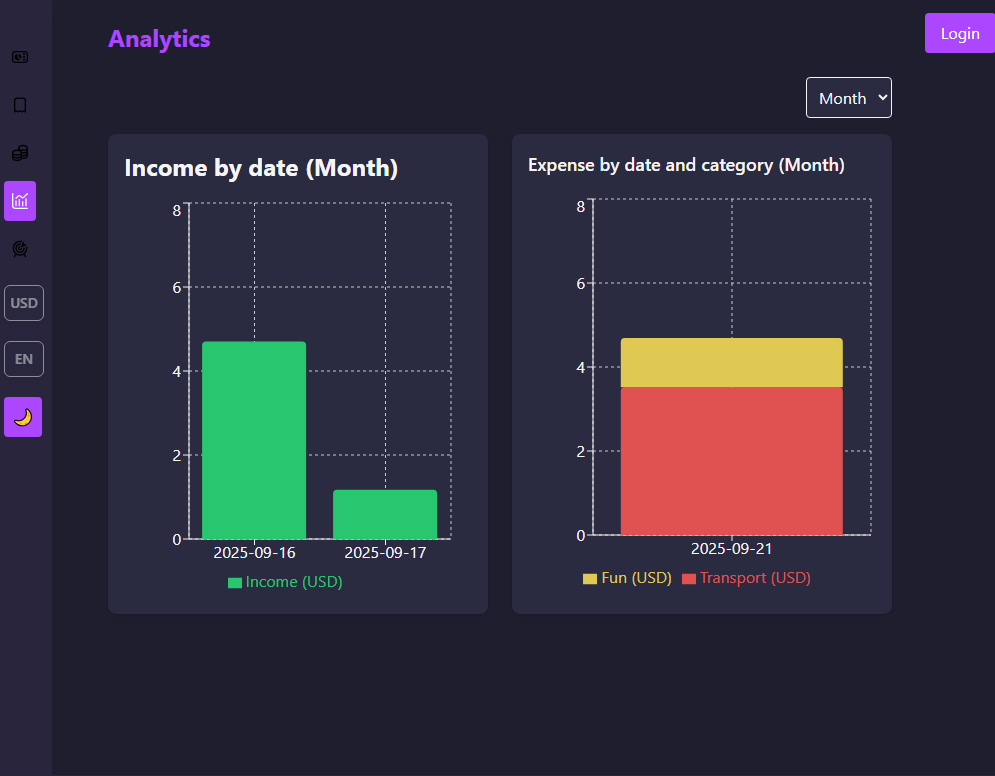 Analytics
Login
Month
USD
EN
Income by date (Month)
8
6
4
2
0
2025-09-16 2025-09-17
Income (USD)
Expense by date and category (Month)
8
6
4
2
0
2025-09-21
Fun (USD) Transport (USD)